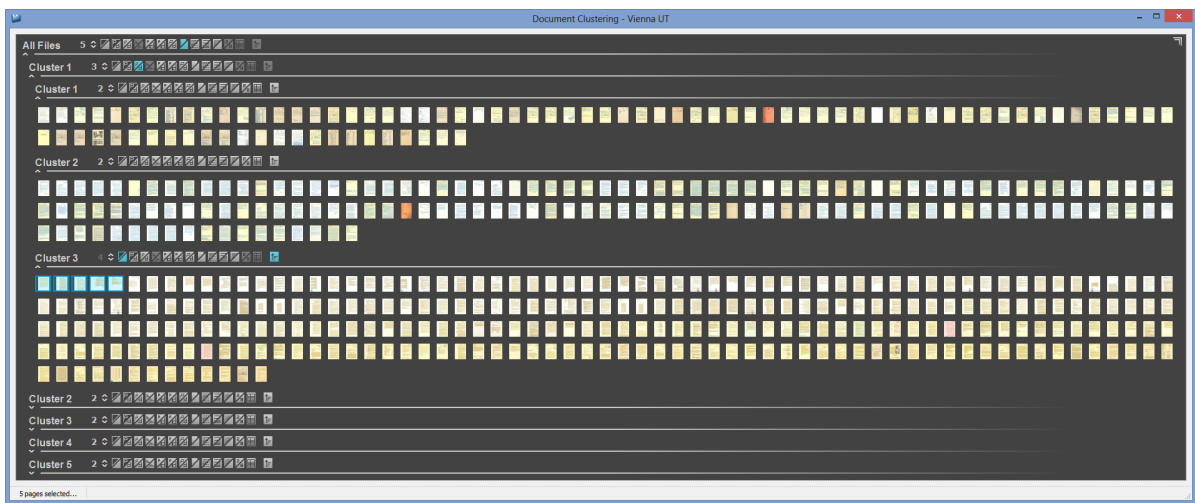 Document Clustering - Vienna UT
All Files 5
Cluster 1 3
Cluster 1 2
Cluster 2 2
Cluster 3 4
Cluster 2 2
Cluster 3 2
Cluster 4 2
Cluster 5 2
5 pages selected...